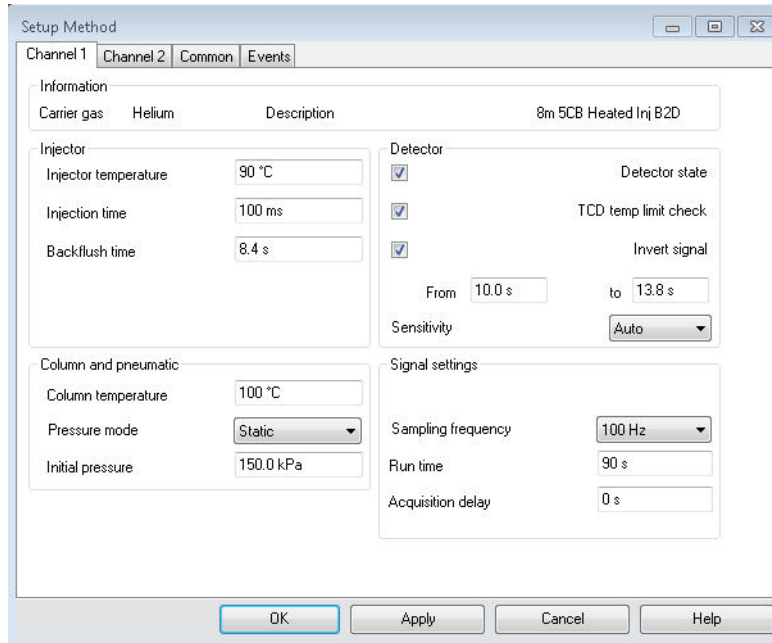 Setup Method
Channel 1 Channel 2 Common Events
Information
Carrier gas Helium Description 8m 5CB Heated Inj B2D
Injector
Injector temperature 90 °C
Injection time 100 ms
Backflush time 8.4 s
Detector
Detector state
TCD temp limit check
Invert signal
From 10.0 s to 13.8 s
Sensitivity Auto
Column and pneumatic
Column temperature 100 °C
Pressure mode Static
Initial pressure 150.0 kPa
Signal settings
Sampling frequency 100 Hz
Run time 90 s
Acquisition delay 0 s
OK Apply Cancel Help